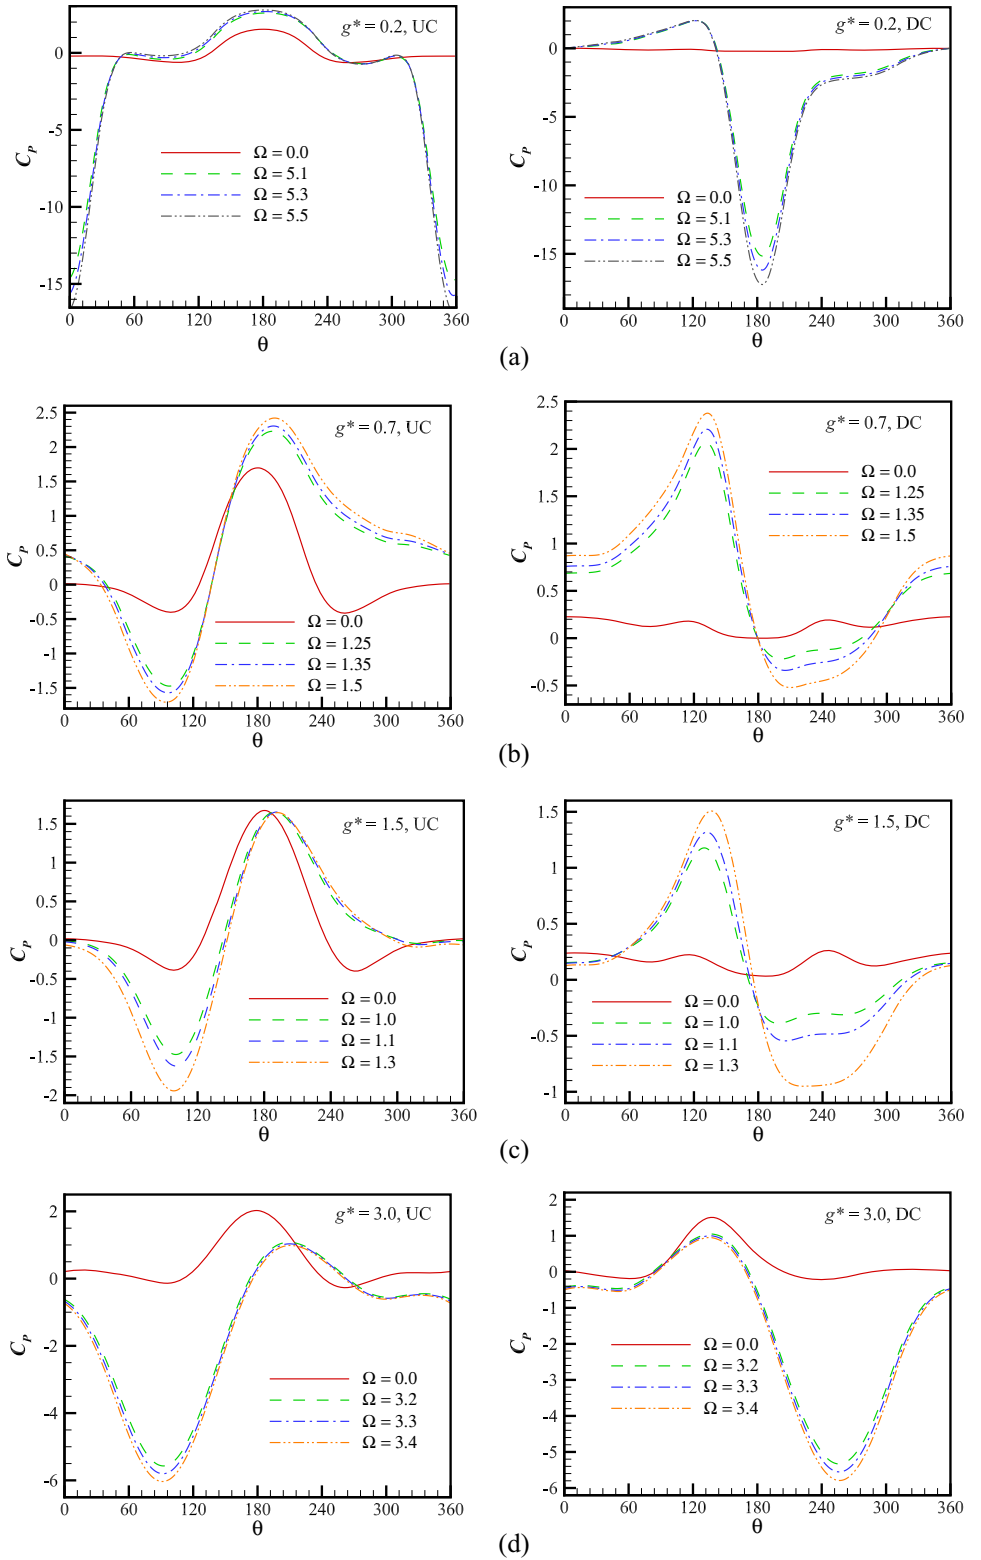 g* = 0.2, UC
0
-5
-10
-15
C_P
Ω = 0.0
Ω = 5.1
Ω = 5.3
Ω = 5.5
0 60 120 180 240 300 360
θ
g* = 0.2, DC
0
-5
-10
-15
C_P
Ω = 0.0
Ω = 5.1
Ω = 5.3
Ω = 5.5
0 60 120 180 240 300 360
θ
(a)
g* = 0.7, UC
2.5
2
1.5
1
0.5
0
-0.5
-1
-1.5
C_P
Ω = 0.0
Ω = 1.25
Ω = 1.35
Ω = 1.5
0 60 120 180 240 300 360
θ
g* = 0.7, DC
2.5
2
1.5
1
0.5
0
-0.5
C_P
Ω = 0.0
Ω = 1.25
Ω = 1.35
Ω = 1.5
0 60 120 180 240 300 360
θ
(b)
g* = 1.5, UC
1.5
1
0.5
0
-0.5
-1
-1.5
-2
C_P
Ω = 0.0
Ω = 1.0
Ω = 1.1
Ω = 1.3
0 60 120 180 240 300 360
θ
g* = 1.5, DC
1.5
1
0.5
0
-0.5
-1
C_P
Ω = 0.0
Ω = 1.0
Ω = 1.1
Ω = 1.3
0 60 120 180 240 300 360
θ
(c)
g* = 3.0, UC
2
0
-2
-4
-6
C_P
Ω = 0.0
Ω = 3.2
Ω = 3.3
Ω = 3.4
0 60 120 180 240 300 360
θ
g* = 3.0, DC
2
1
0
-1
-2
-3
-4
-5
-6
C_P
Ω = 0.0
Ω = 3.2
Ω = 3.3
Ω = 3.4
0 60 120 180 240 300 360
θ
(d)